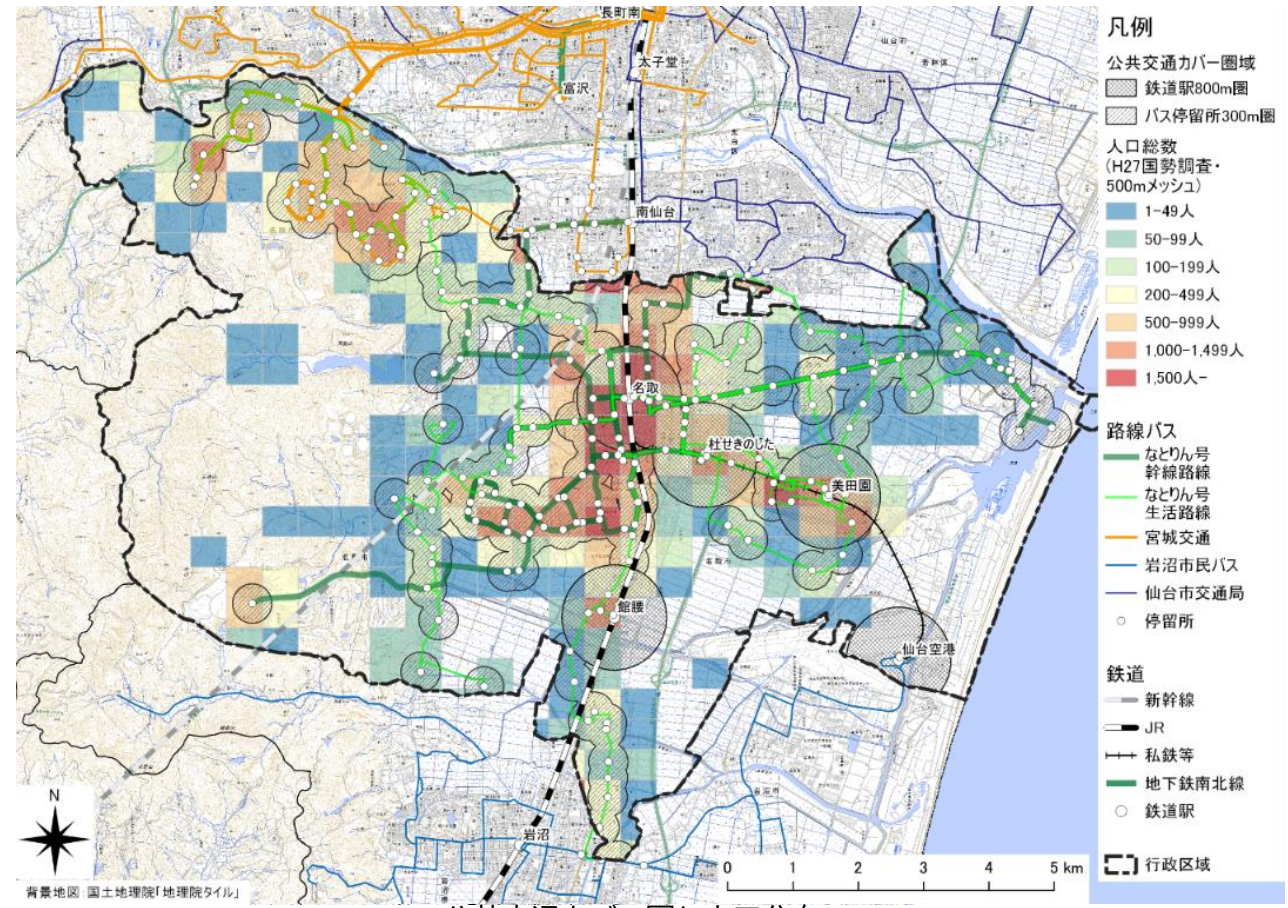 長町南
太子堂
富沢
南仙台
名取
杜せきのした
美田園
館腰
仙台空港
岩沼
名取市
岩沼市
N
背景地図:国土地理院「地理院タイル」
0 1 2 3 4 5 km
凡例
公共交通カバー圏域
鉄道駅800m圏
バス停留所300m圏
人口総数
(H27国勢調査・
500mメッシュ)
1-49人
50-99人
100-199人
200-499人
500-999人
1,000-1,499人
1,500人-
路線バス
なとりん号
幹線路線
なとりん号
生活路線
宮城交通
岩沼市民バス
仙台市交通局
停留所
鉄道
新幹線
JR
私鉄等
地下鉄南北線
鉄道駅
行政区域